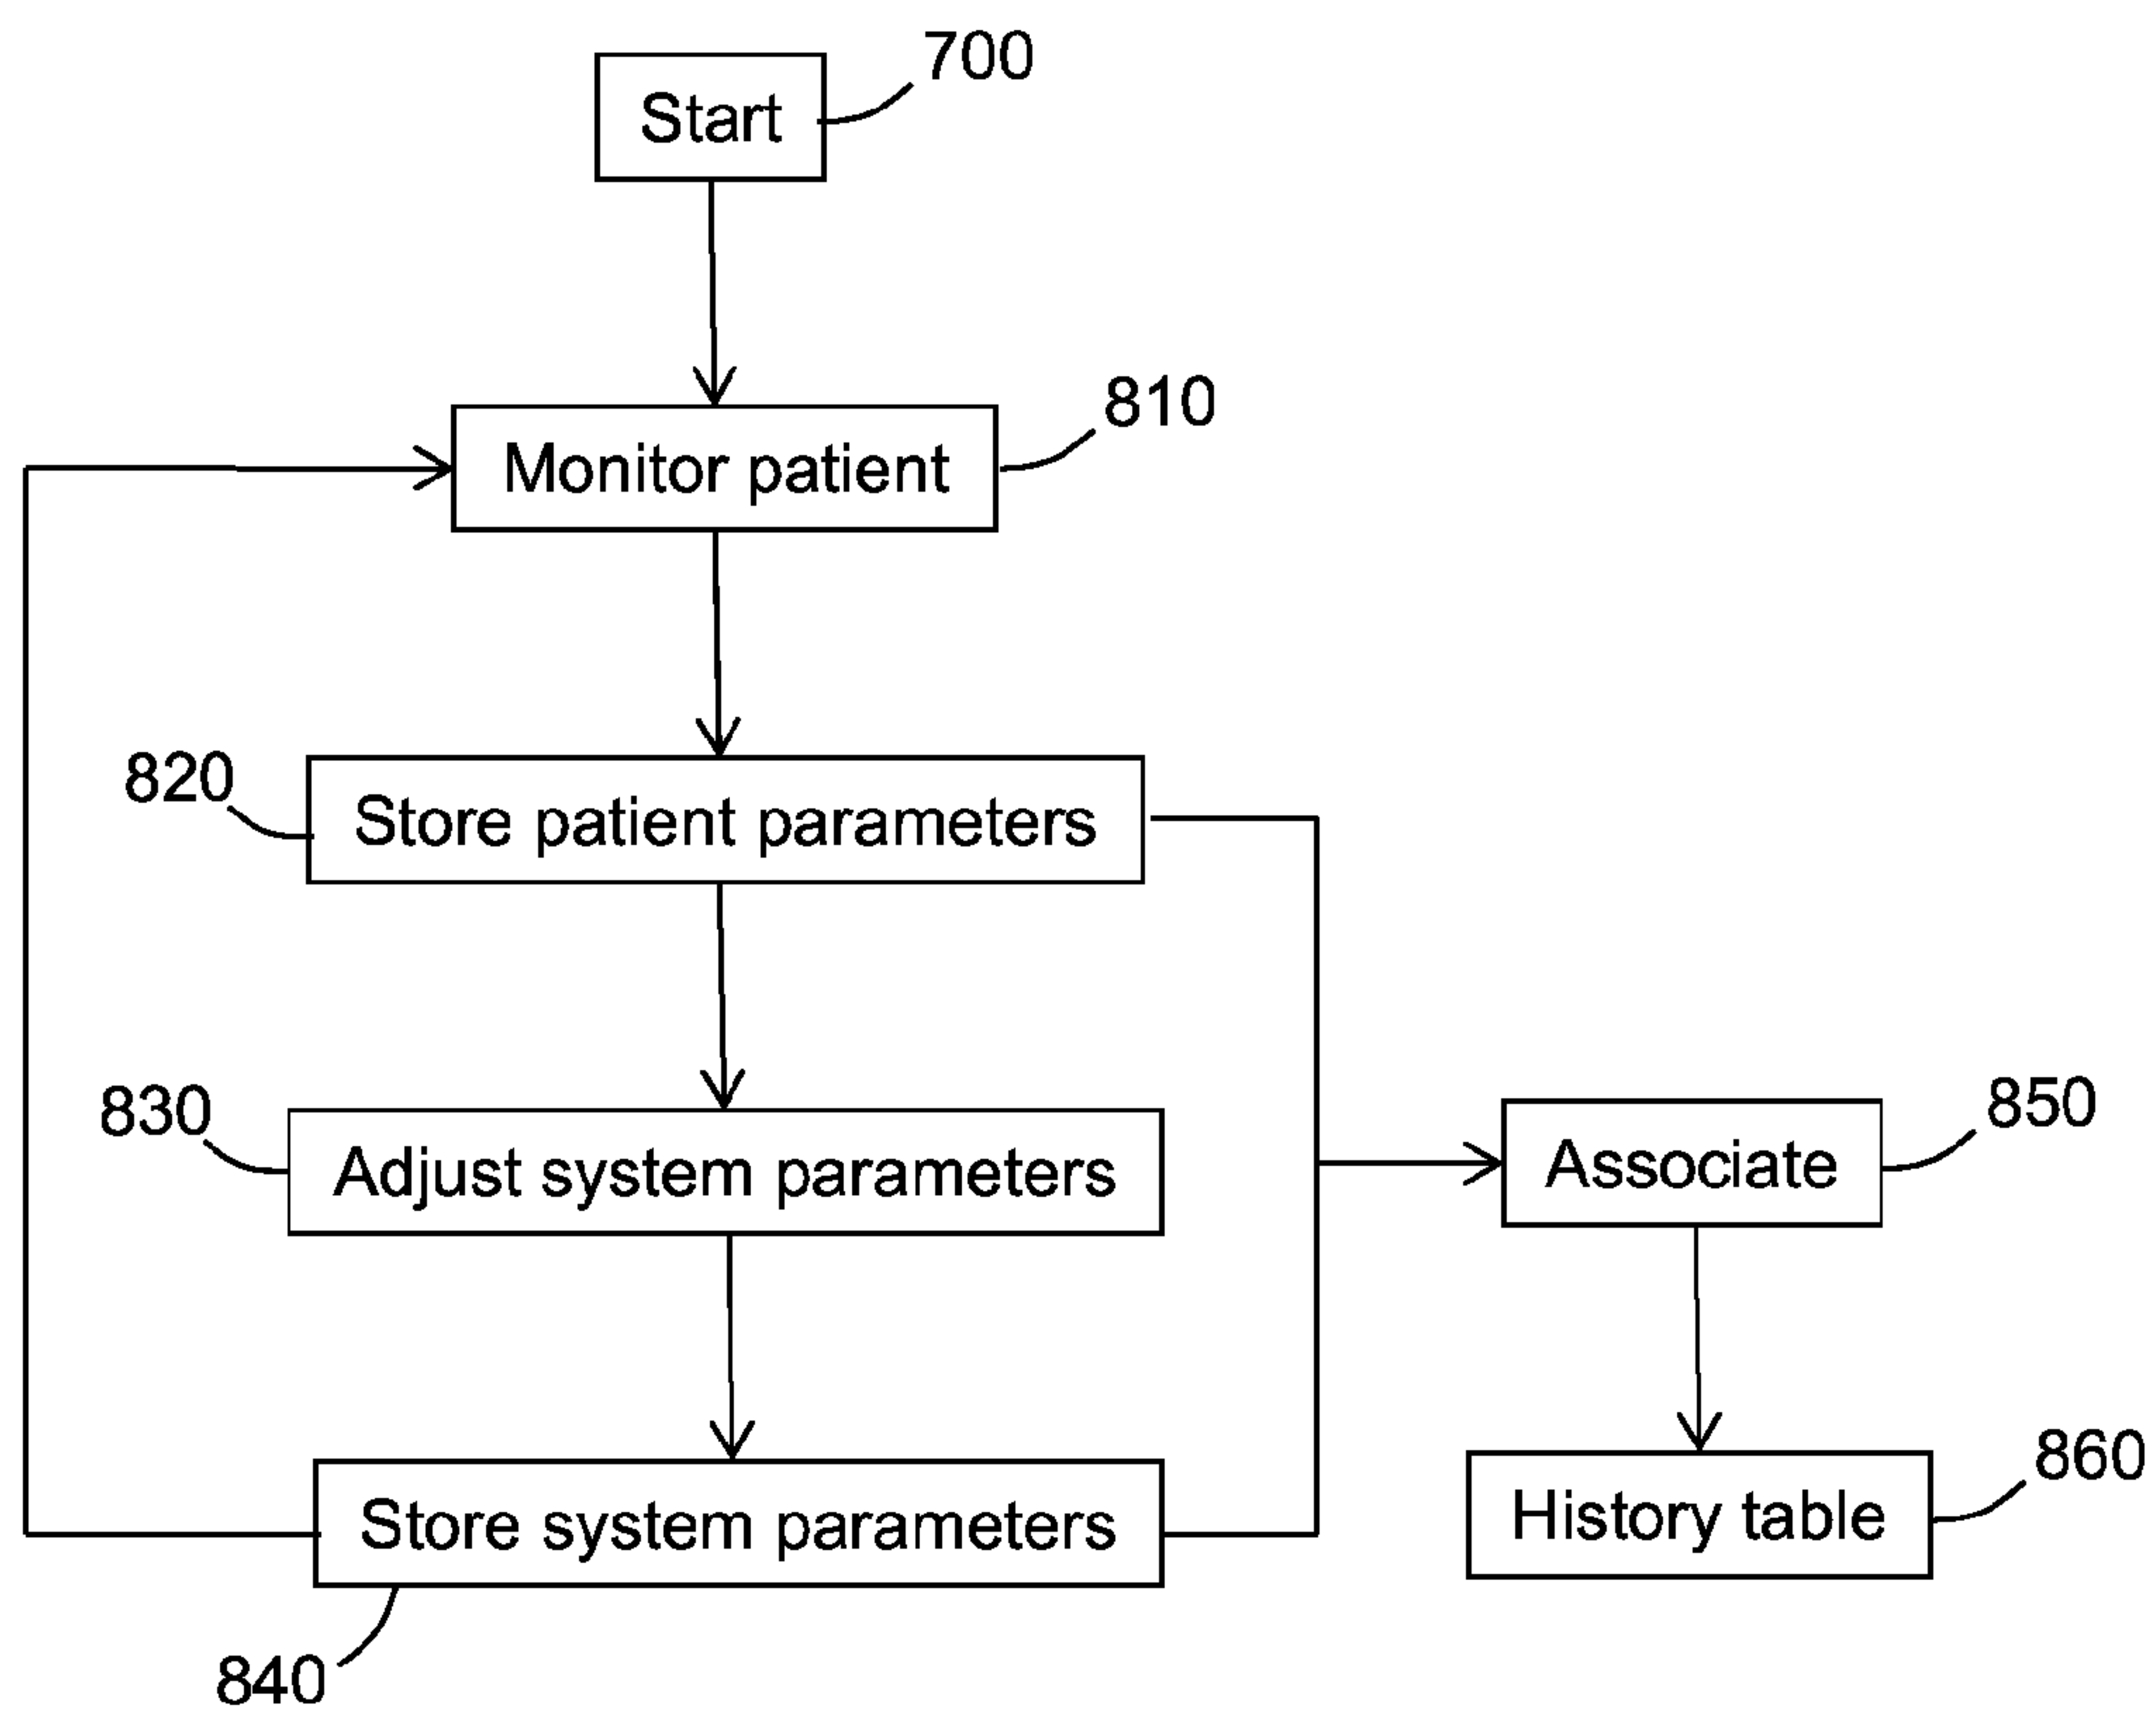 700
Start
810
Monitor patient
820
Store patient parameters
830
Adjust system parameters
850
Associate
840
Store system parameters
860
History table